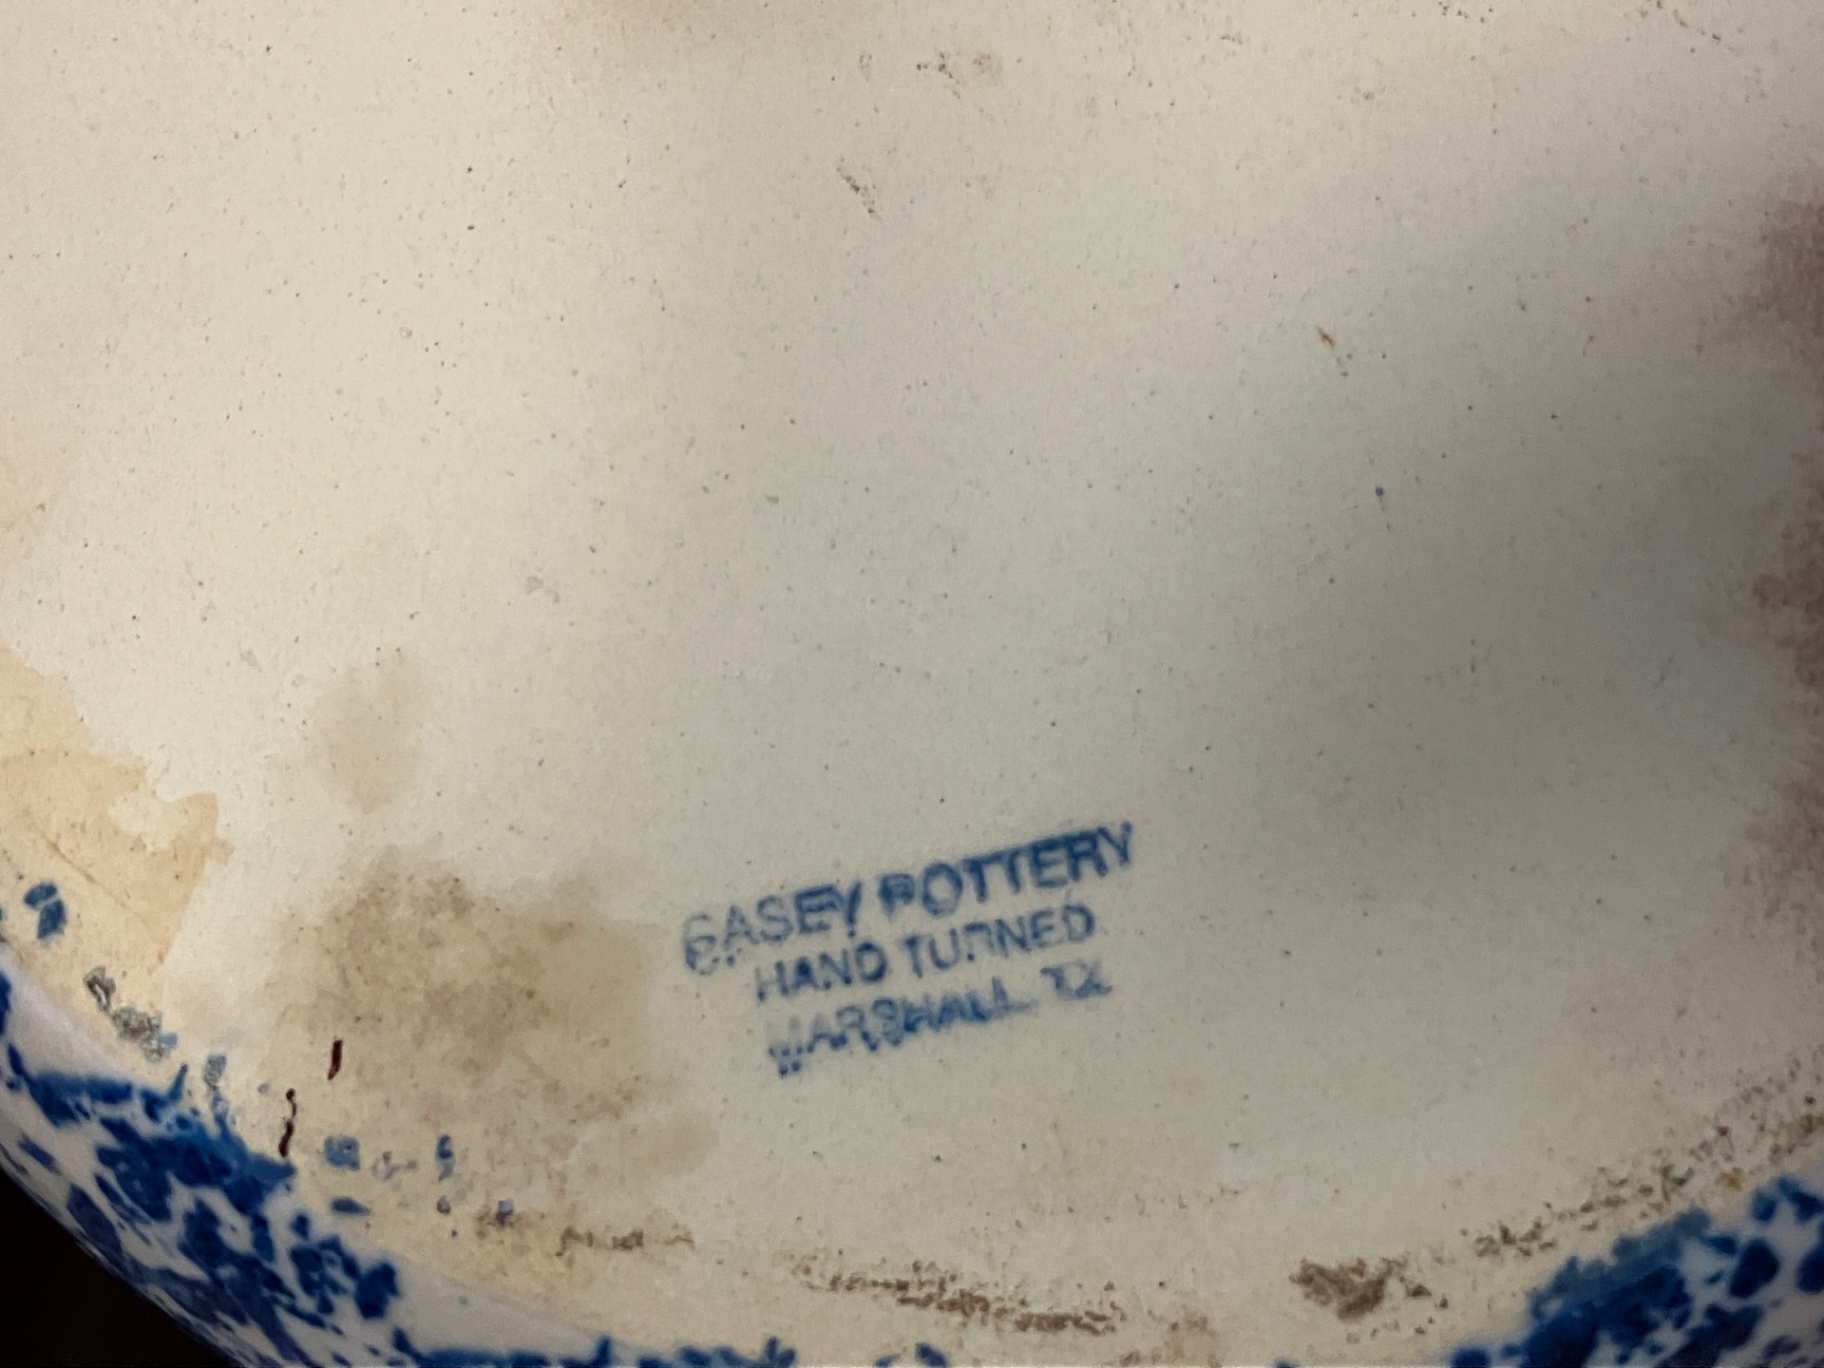 CASEY POTTERY
HAND TURNED
MARSHALL TX